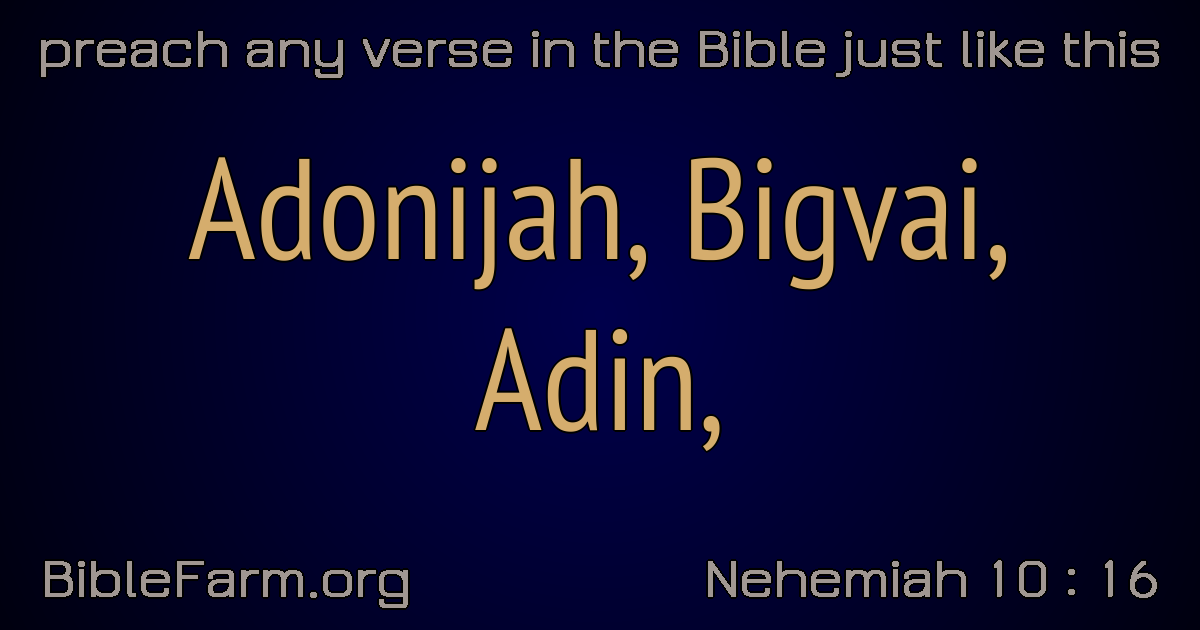 preach any verse in the Bible just like this
Adonijah, Bigvai,
Adin,
BibleFarm.org
Nehemiah 10 : 16